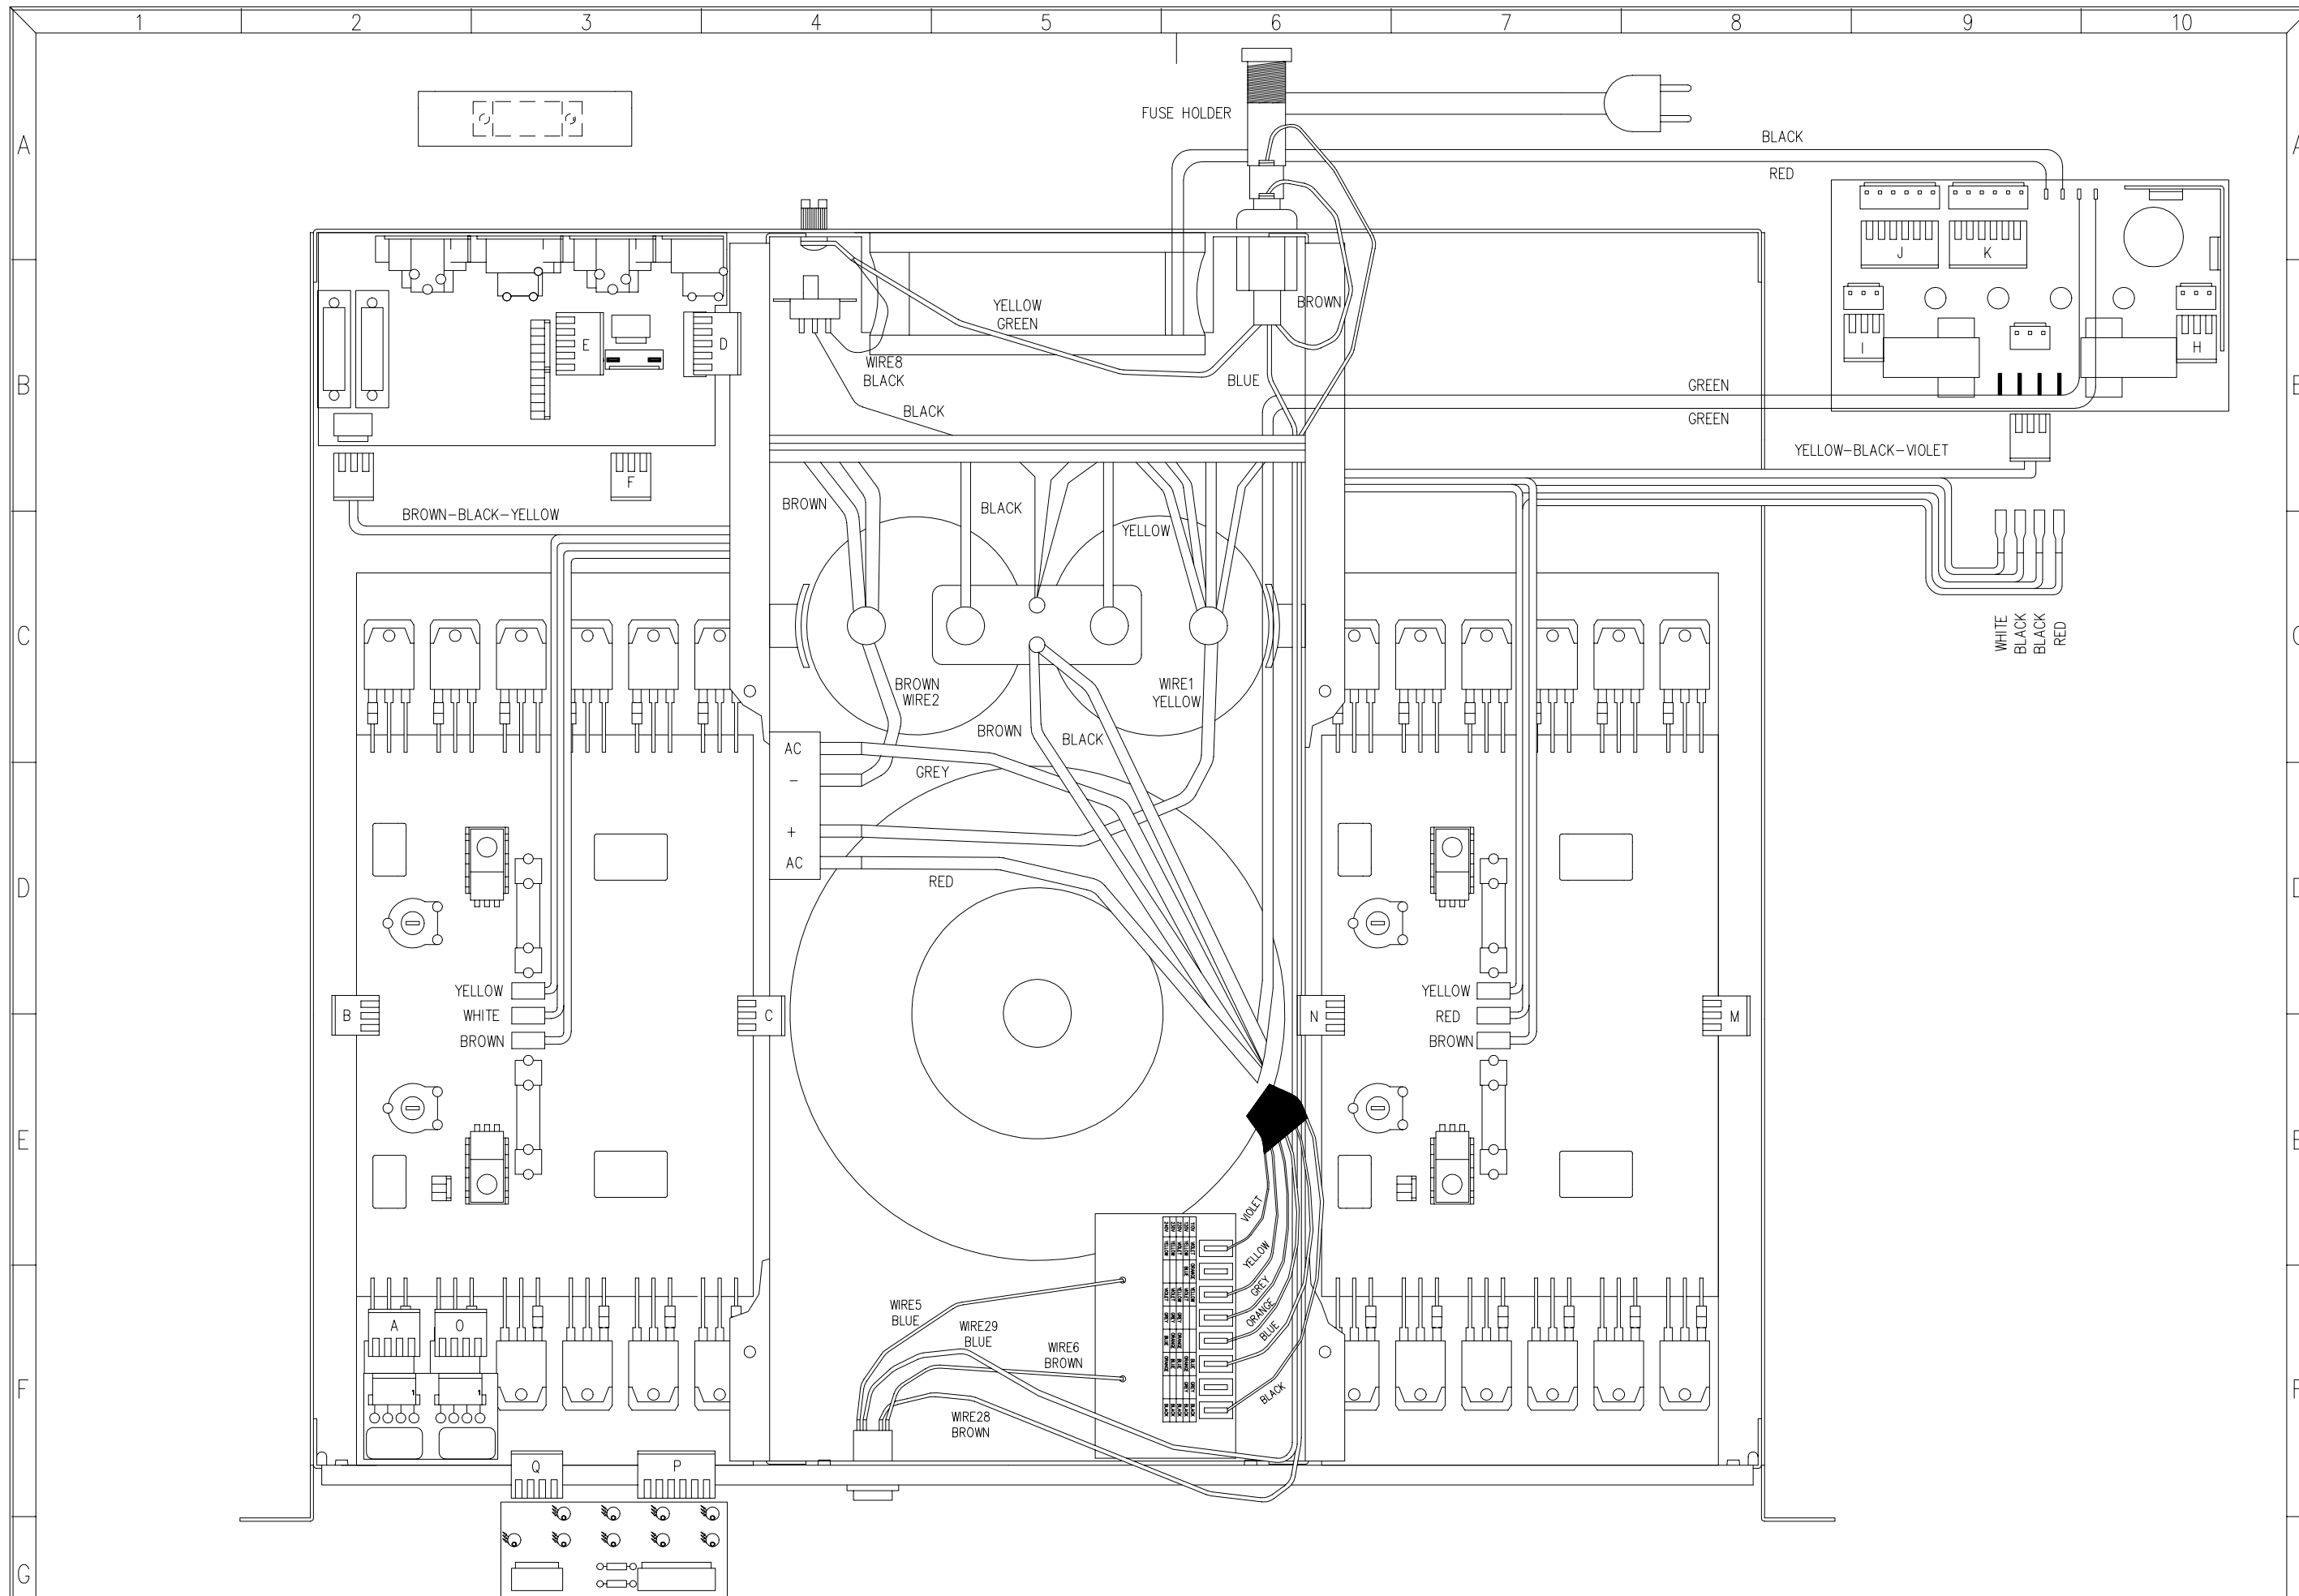 1 2 3 4 5 6 7 8 9 10
A
A
FUSE HOLDER
BLACK
RED
J
K
YELLOW
GREEN
BROWN
E
D
I
H
WIRE8
BLACK
BLUE
B
GREEN
BLACK
GREEN
YELLOW-BLACK-VIOLET
F
BROWN
BLACK
BROWN-BLACK-YELLOW
YELLOW
C
WHITE
BLACK
BLACK
RED
BROWN
WIRE2
WIRE1
YELLOW
BROWN
BLACK
AC
GREY
-
+
AC
RED
D
YELLOW
YELLOW
B
WHITE
C
N
RED
M
BROWN
BROWN
E
VIOLET
YELLOW
GREY
ORANGE
BLUE
BLACK
WIRE5
BLUE
WIRE29
BLUE
WIRE6
BROWN
A
O
F
1
1
WIRE28
BROWN
Q
P
G